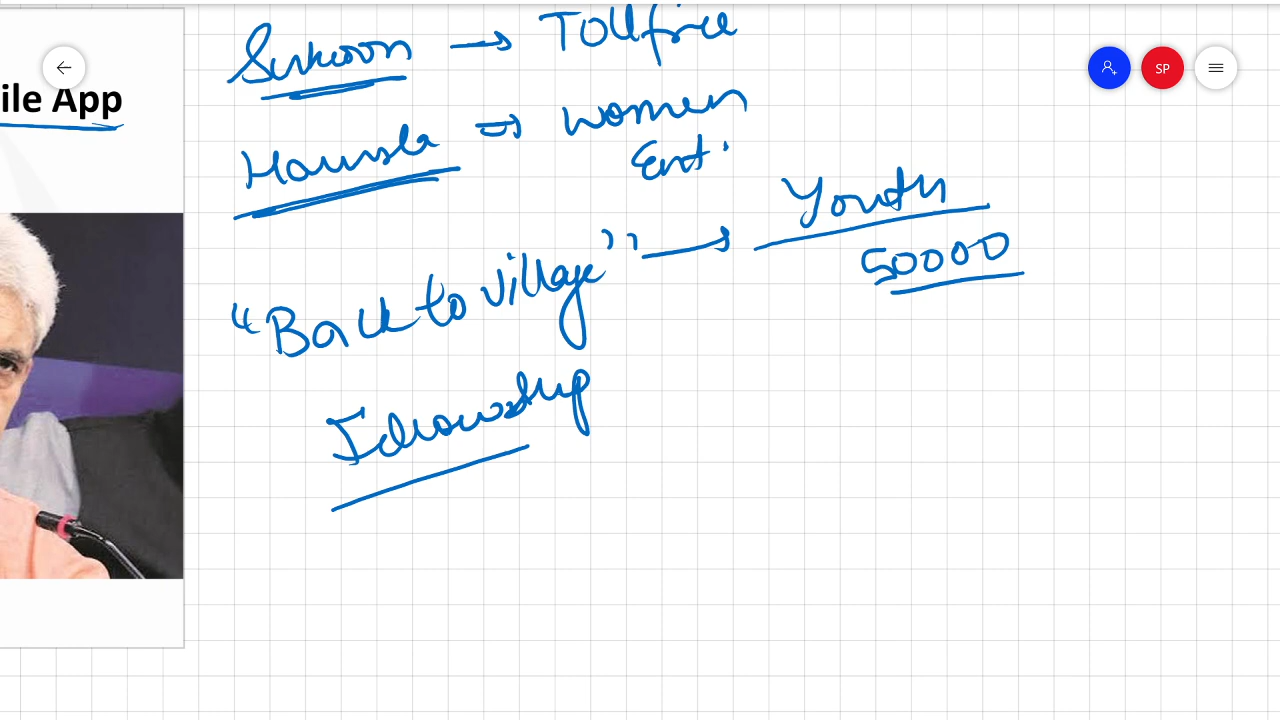 Sukoon → Tollfree
ile App
Hausla ⇒ women
Ent.
"Back to village" → Youth
50000
Fellowship
SP